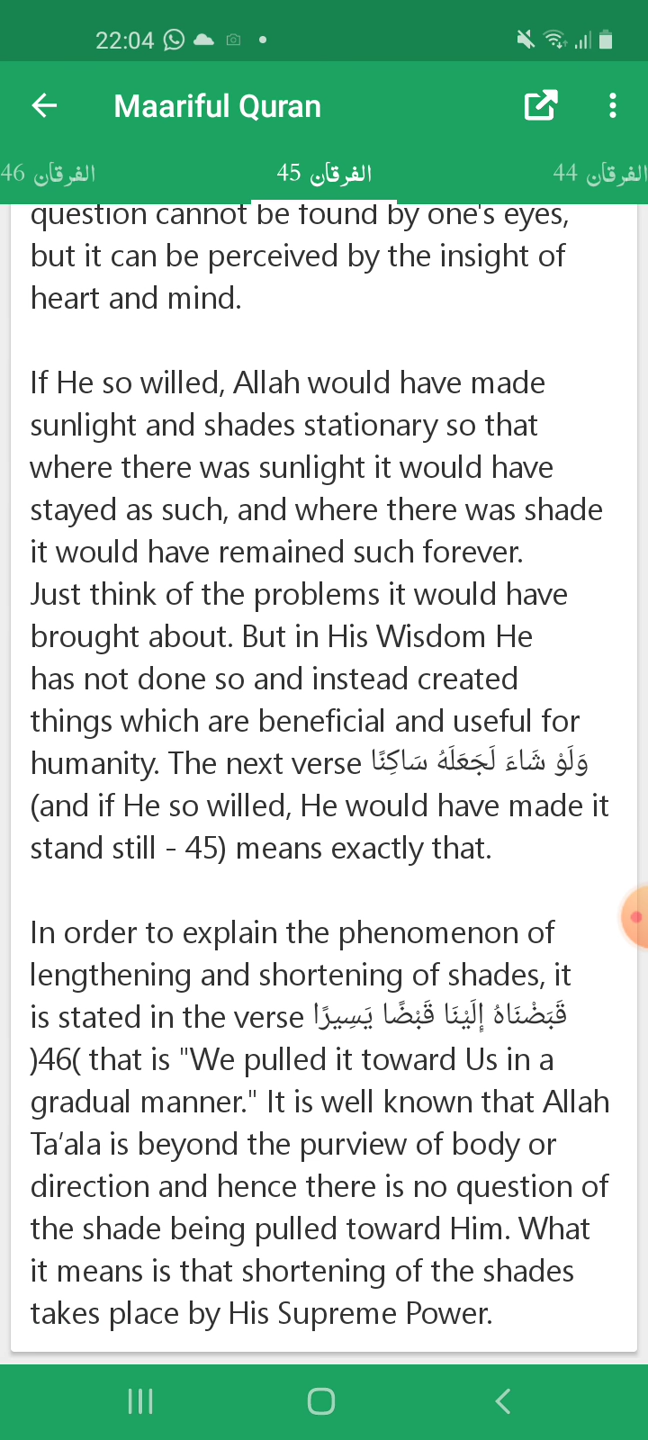 22:04
Maariful Quran
46 الفرقان
45 الفرقان
44 الفرقان
question cannot be found by one's eyes,
but it can be perceived by the insight of
heart and mind.
If He so willed, Allah would have made
sunlight and shades stationary so that
where there was sunlight it would have
stayed as such, and where there was shade
it would have remained such forever.
Just think of the problems it would have
brought about. But in His Wisdom He
has not done so and instead created
things which are beneficial and useful for
humanity. The next verse وَلَوْ شَاءَ لَجَعَلَهُ سَاكِنًا
(and if He so willed, He would have made it
stand still - 45) means exactly that.
In order to explain the phenomenon of
lengthening and shortening of shades, it
is stated in the verse قَبَضْنَاهُ إِلَيْنَا قَبْضًا يَسِيرًا
)46( that is "We pulled it toward Us in a
gradual manner." It is well known that Allah
Ta’ala is beyond the purview of body or
direction and hence there is no question of
the shade being pulled toward Him. What
it means is that shortening of the shades
takes place by His Supreme Power.